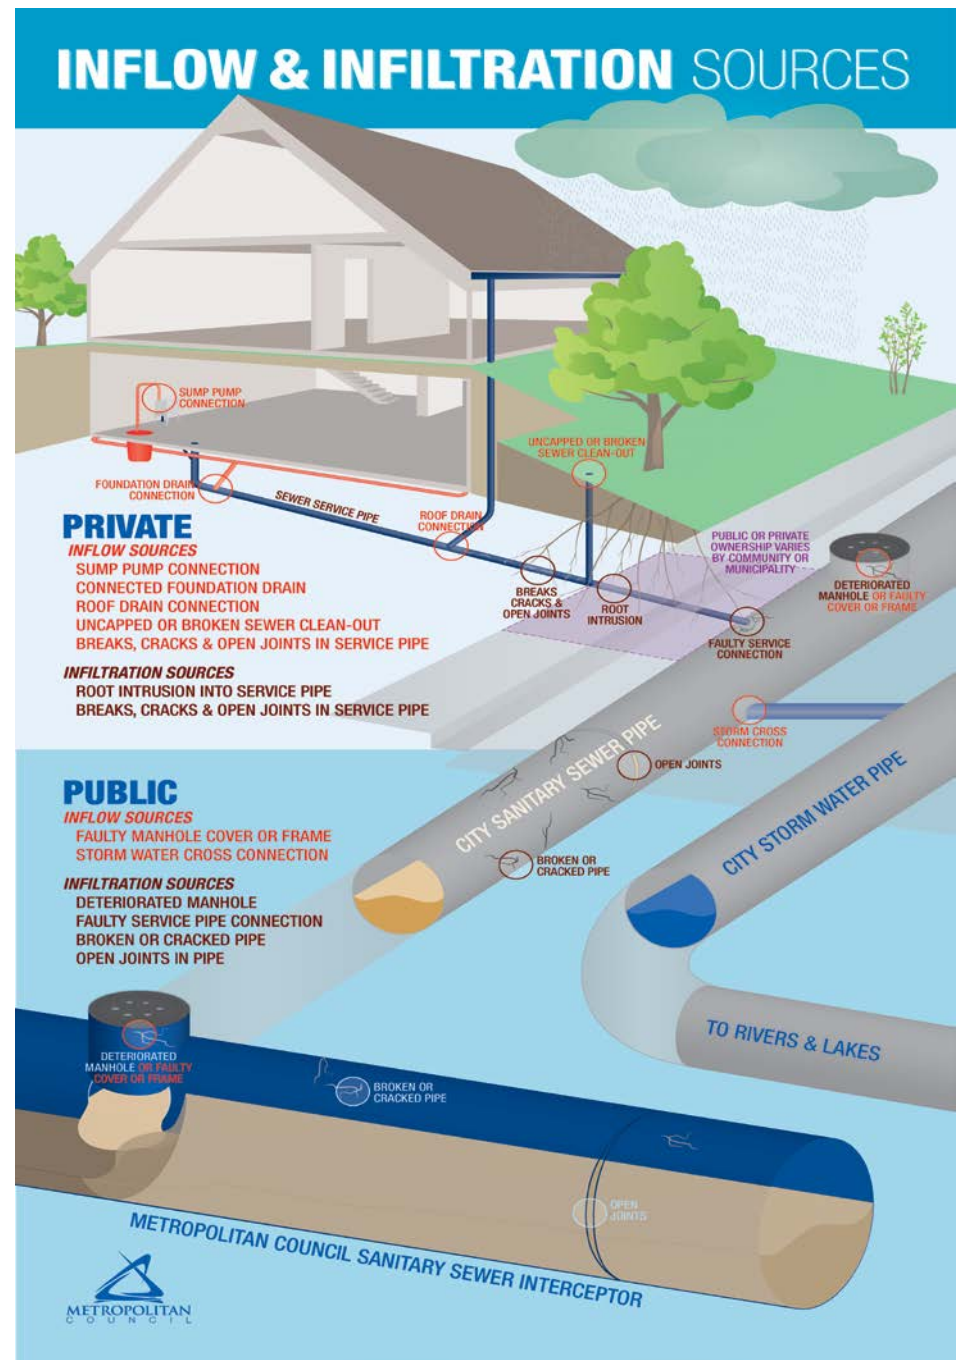 INFLOW & INFILTRATION SOURCES
SUMP PUMP
CONNECTION
UNCAPPED OR BROKEN
SEWER CLEAN-OUT
FOUNDATION DRAIN
CONNECTION
SEWER SERVICE PIPE
ROOF DRAIN
CONNECTION
PUBLIC OR PRIVATE
OWNERSHIP VARIES
BY COMMUNITY OR
MUNICIPALITY
BREAKS
CRACKS &
OPEN JOINTS
ROOT
INTRUSION
DETERIORATED
MANHOLE OR FAULTY
COVER OR FRAME
FAULTY SERVICE
CONNECTION
PRIVATE
INFLOW SOURCES
SUMP PUMP CONNECTION
CONNECTED FOUNDATION DRAIN
ROOF DRAIN CONNECTION
UNCAPPED OR BROKEN SEWER CLEAN-OUT
BREAKS, CRACKS & OPEN JOINTS IN SERVICE PIPE
INFILTRATION SOURCES
ROOT INTRUSION INTO SERVICE PIPE
BREAKS, CRACKS & OPEN JOINTS IN SERVICE PIPE
STORM CROSS
CONNECTION
OPEN JOINTS
CITY SANITARY SEWER PIPE
CITY STORM WATER PIPE
BROKEN OR
CRACKED PIPE
PUBLIC
INFLOW SOURCES
FAULTY MANHOLE COVER OR FRAME
STORM WATER CROSS CONNECTION
INFILTRATION SOURCES
DETERIORATED MANHOLE
FAULTY SERVICE PIPE CONNECTION
BROKEN OR CRACKED PIPE
OPEN JOINTS IN PIPE
TO RIVERS & LAKES
DETERIORATED
MANHOLE OR FAULTY
COVER OR FRAME
BROKEN OR
CRACKED PIPE
OPEN
JOINTS
METROPOLITAN COUNCIL SANITARY SEWER INTERCEPTOR
METROPOLITAN
COUNCIL